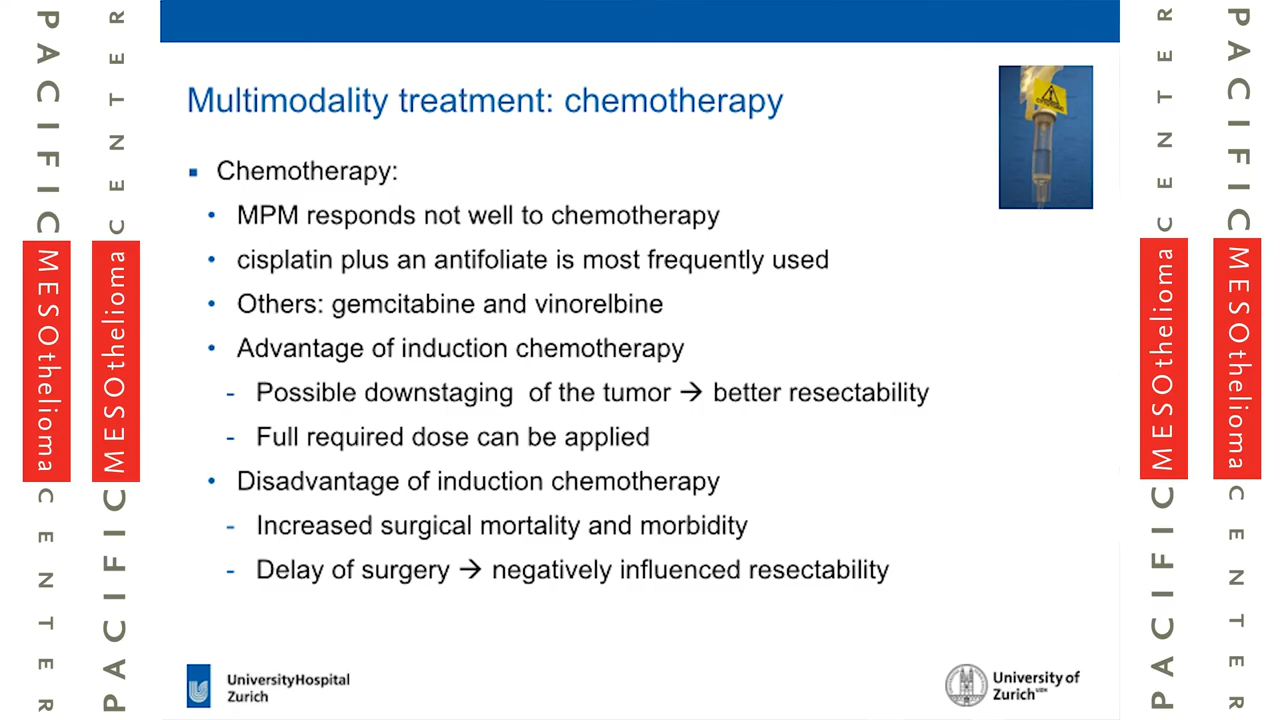 PACIFIC MESOthelioma CENTER
PACIFIC MESOthelioma CENTER
Multimodality treatment: chemotherapy
Chemotherapy:
MPM responds not well to chemotherapy
cisplatin plus an antifoliate is most frequently used
Others: gemcitabine and vinorelbine
Advantage of induction chemotherapy
- Possible downstaging of the tumor → better resectability
- Full required dose can be applied
Disadvantage of induction chemotherapy
- Increased surgical mortality and morbidity
- Delay of surgery → negatively influenced resectability
UniversityHospital
Zurich
University of
Zurich UZH
PACIFIC MESOthelioma CENTER
PACIFIC MESOthelioma CENTER